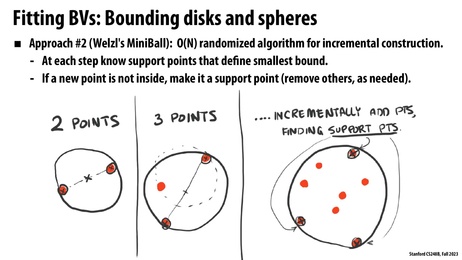 Fitting BVs: Bounding disks and spheres
■ Approach #2 (Welzl's MiniBall): O(N) randomized algorithm for incremental construction.
- At each step know support points that define smallest bound.
- If a new point is not inside, make it a support point (remove others, as needed).
2 POINTS
3 POINTS
.... INCREMENTALLY ADD PTS,
FINDING SUPPORT PTS.
Stanford CS248B, Fall 2023